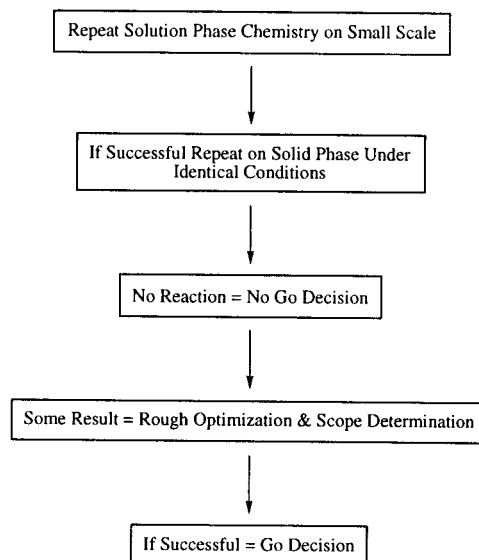 Repeat Solution Phase Chemistry on Small Scale
If Successful Repeat on Solid Phase Under
Identical Conditions
No Reaction = No Go Decision
Some Result = Rough Optimization & Scope Determination
If Successful = Go Decision